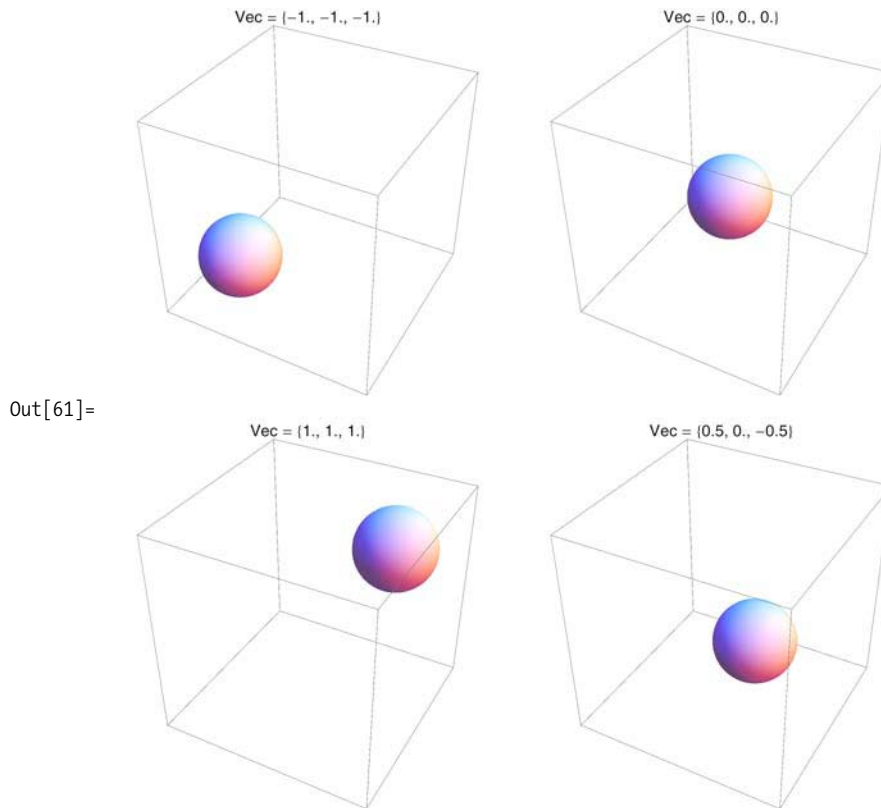 Vec = {−1., −1., −1.}
Vec = {0., 0., 0.}
Out[61]=
Vec = {1., 1., 1.}
Vec = {0.5, 0., −0.5}